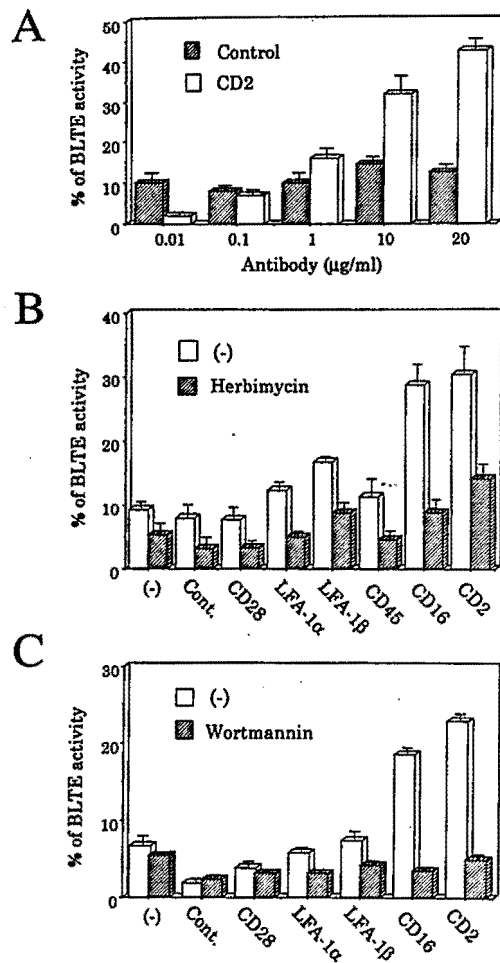 A
% of BLTE activity
50
40
30
20
10
0
Control
CD2
0.01 0.1 1 10 20
Antibody (µg/ml)
B
% of BLTE activity
40
30
20
10
0
(-)
Herbimycin
(-) Cont. CD28 LFA-1α LFA-1β CD45 CD16 CD2
C
% of BLTE activity
30
20
10
0
(-)
Wortmannin
(-) Cont. CD28 LFA-1α LFA-1β CD16 CD2